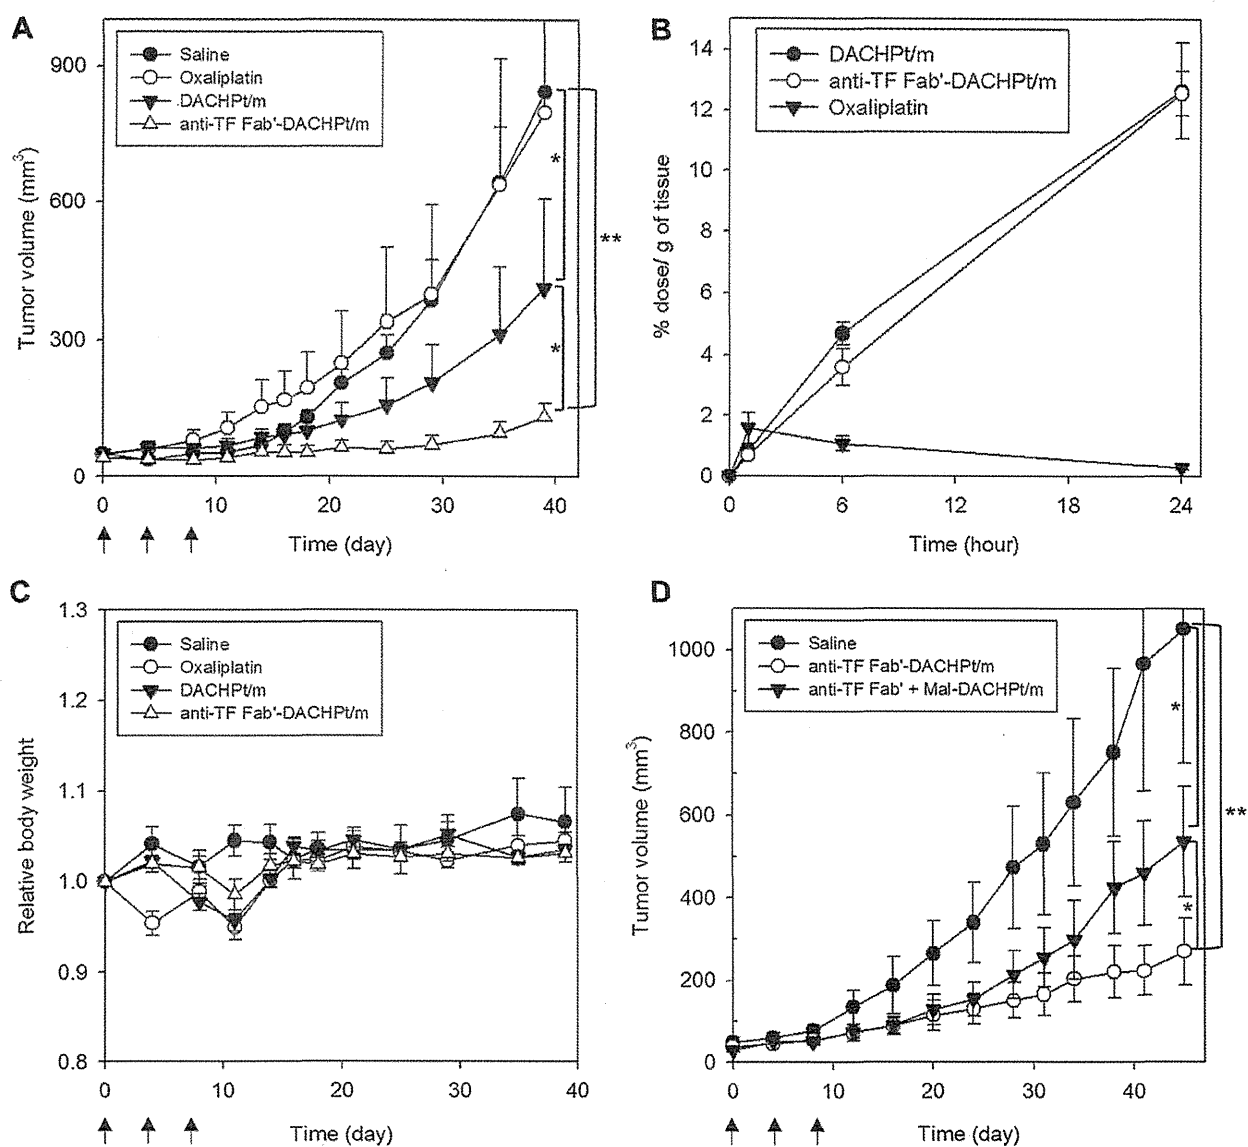 A
900
600
300
0
Tumor volume (mm3)
Saline
Oxaliplatin
DACHPt/m
anti-TF Fab'-DACHPt/m
*
*
**
0 10 20 30 40
Time (day)
B
14
12
10
8
6
4
2
0
% dose/ g of tissue
DACHPt/m
anti-TF Fab'-DACHPt/m
Oxaliplatin
0 6 12 18 24
Time (hour)
C
1.3
1.2
1.1
1.0
0.9
0.8
Relative body weight
Saline
Oxaliplatin
DACHPt/m
anti-TF Fab'-DACHPt/m
0 10 20 30 40
Time (day)
D
1000
800
600
400
200
0
Tumor volume (mm3)
Saline
anti-TF Fab'-DACHPt/m
anti-TF Fab' + Mal-DACHPt/m
*
*
**
0 10 20 30 40
Time (day)